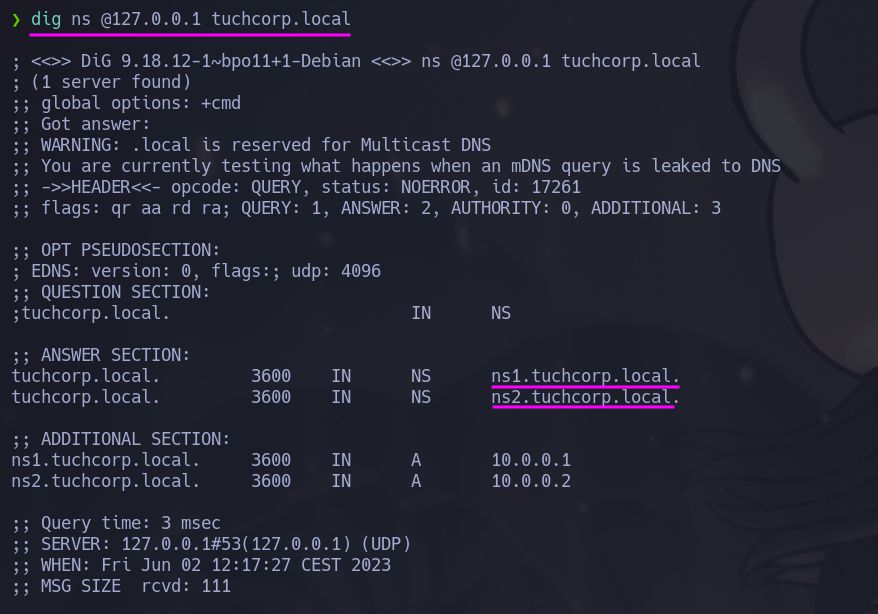 ❯ dig ns @127.0.0.1 tuchcorp.local
; <<>> DiG 9.18.12-1~bpo11+1-Debian <<>> ns @127.0.0.1 tuchcorp.local
; (1 server found)
;; global options: +cmd
;; Got answer:
;; WARNING: .local is reserved for Multicast DNS
;; You are currently testing what happens when an mDNS query is leaked to DNS
;; ->>HEADER<<- opcode: QUERY, status: NOERROR, id: 17261
;; flags: qr aa rd ra; QUERY: 1, ANSWER: 2, AUTHORITY: 0, ADDITIONAL: 3
;; OPT PSEUDOSECTION:
; EDNS: version: 0, flags:; udp: 4096
;; QUESTION SECTION:
;tuchcorp.local. IN NS
;; ANSWER SECTION:
tuchcorp.local. 3600 IN NS ns1.tuchcorp.local.
tuchcorp.local. 3600 IN NS ns2.tuchcorp.local.
;; ADDITIONAL SECTION:
ns1.tuchcorp.local. 3600 IN A 10.0.0.1
ns2.tuchcorp.local. 3600 IN A 10.0.0.2
;; Query time: 3 msec
;; SERVER: 127.0.0.1#53(127.0.0.1) (UDP)
;; WHEN: Fri Jun 02 12:17:27 CEST 2023
;; MSG SIZE rcvd: 111